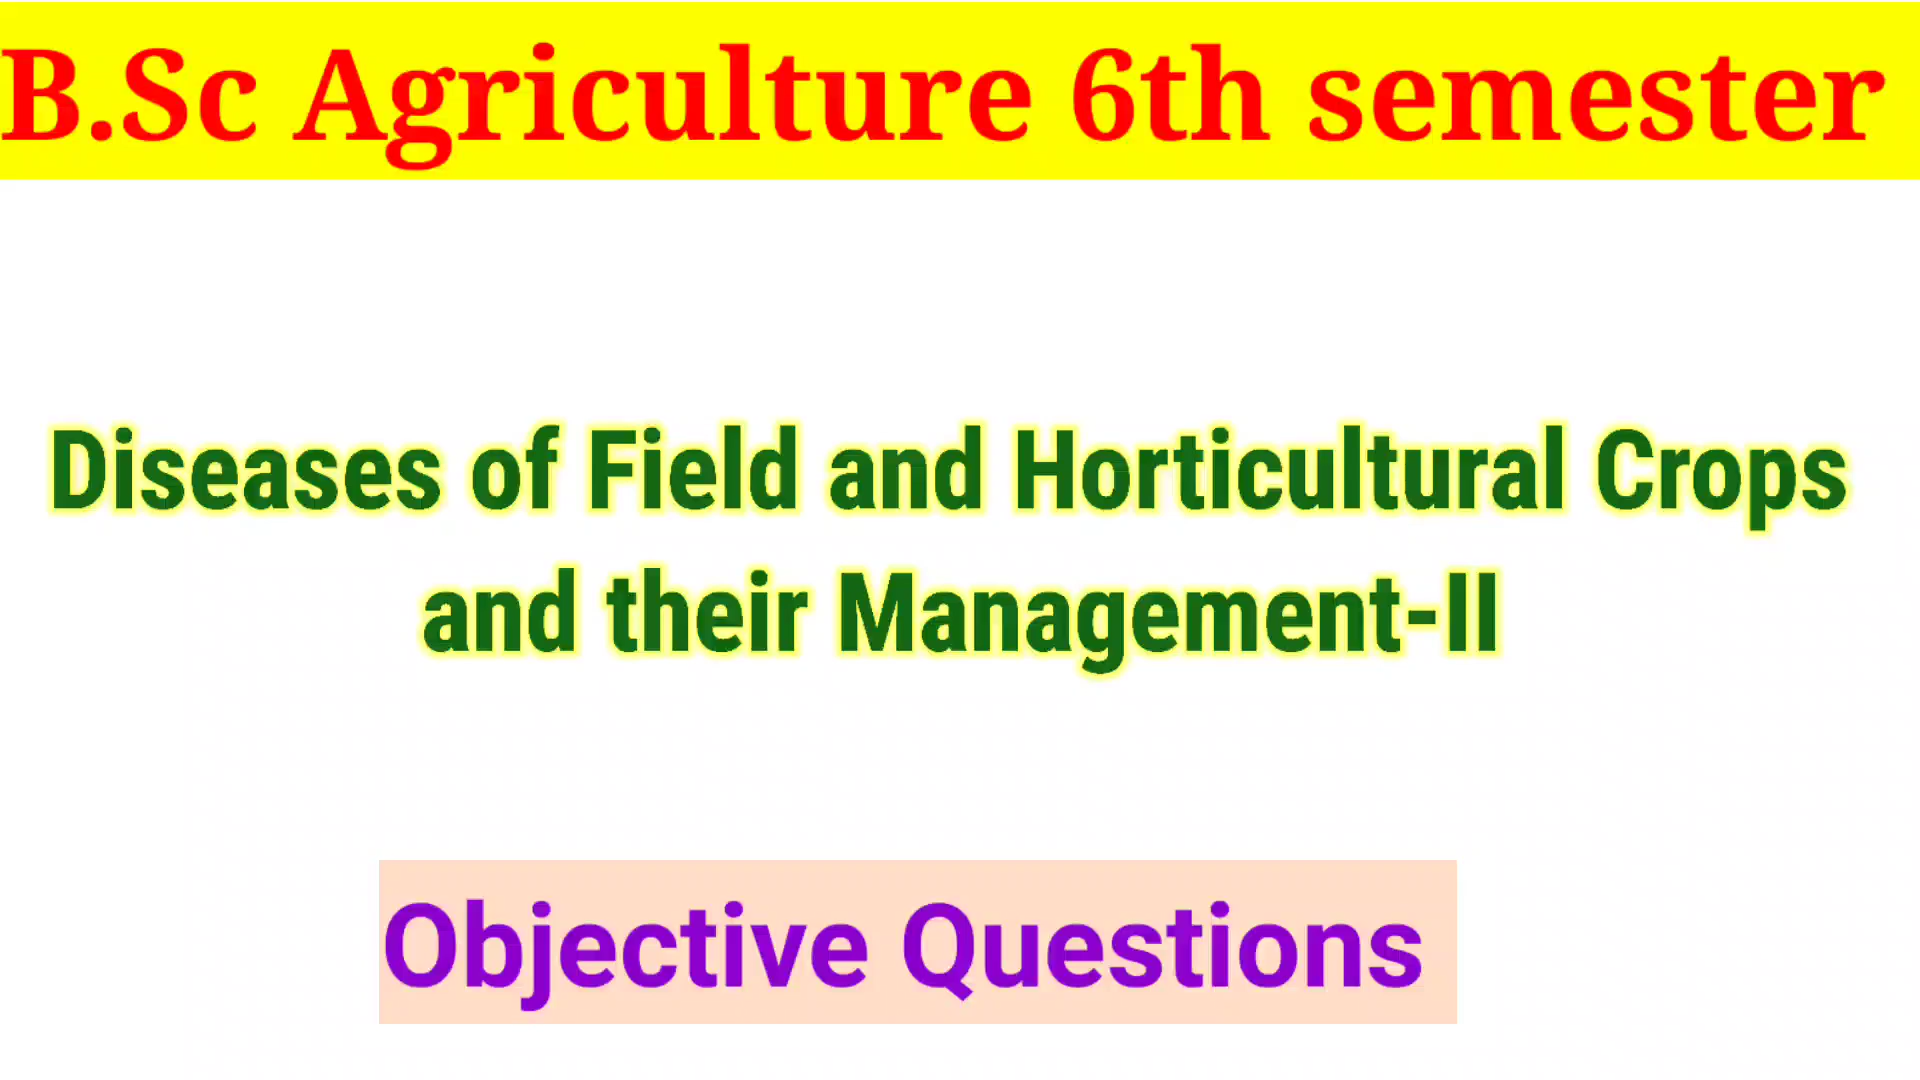 B.Sc Agriculture 6th semester
Diseases of Field and Horticultural Crops
and their Management-II
Objective Questions